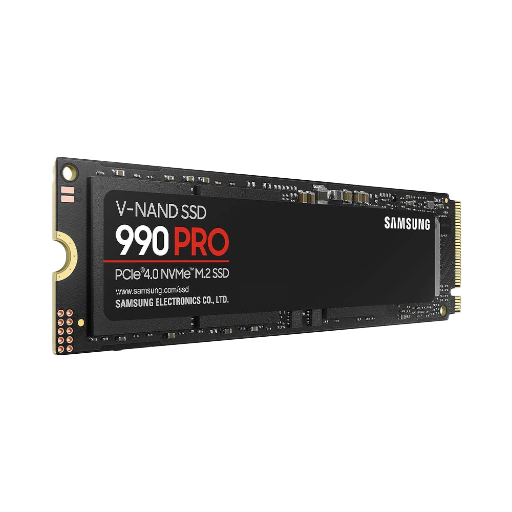 V-NAND SSD
990 PRO
PCIe® 4.0 NVMe™ M.2 SSD
www.samsung.com/ssd
SAMSUNG ELECTRONICS CO., LTD.
SAMSUNG